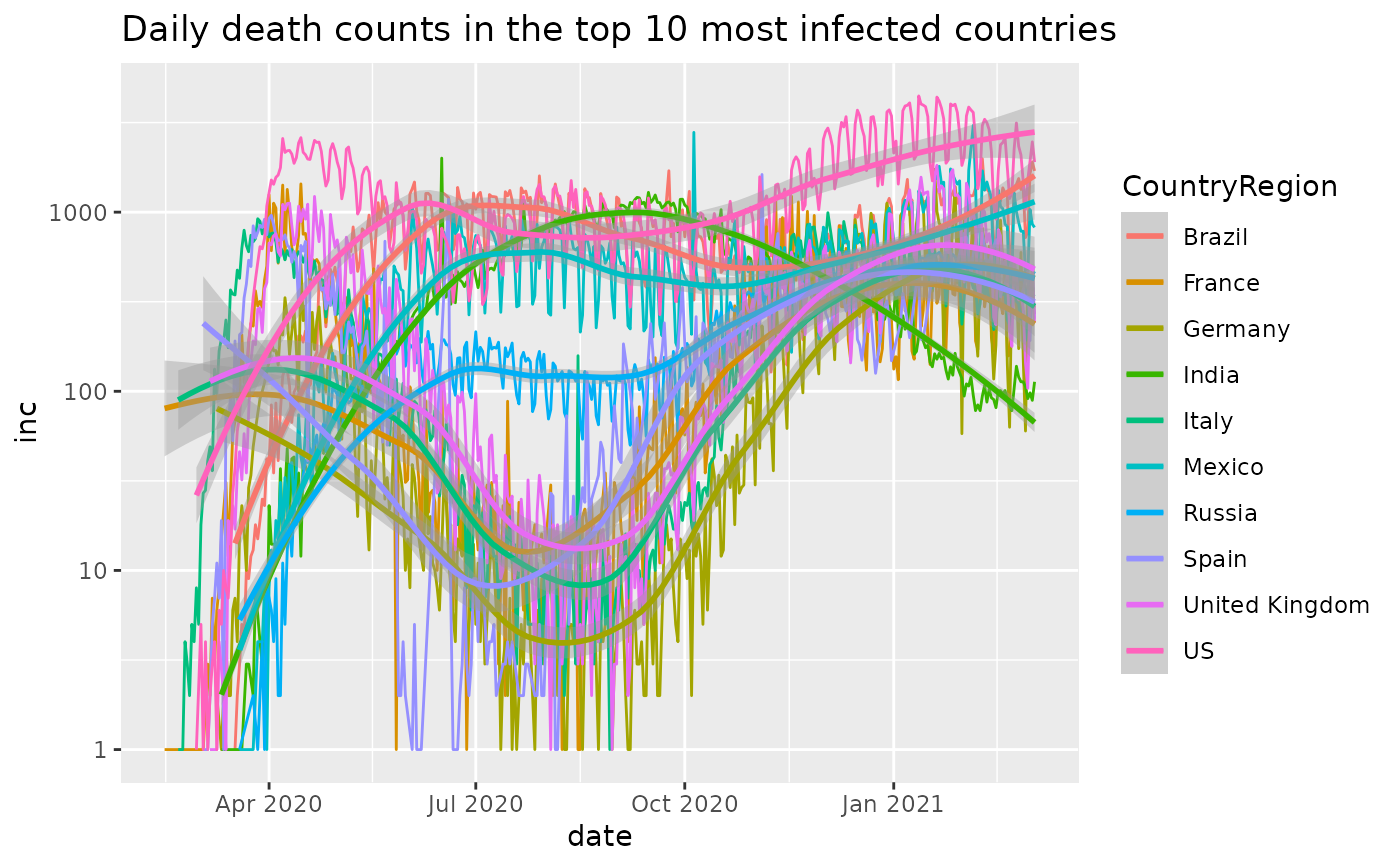 Daily death counts in the top 10 most infected countries
inc
1000
100
10
1
Apr 2020
Jul 2020
Oct 2020
Jan 2021
date
CountryRegion
Brazil
France
Germany
India
Italy
Mexico
Russia
Spain
United Kingdom
US